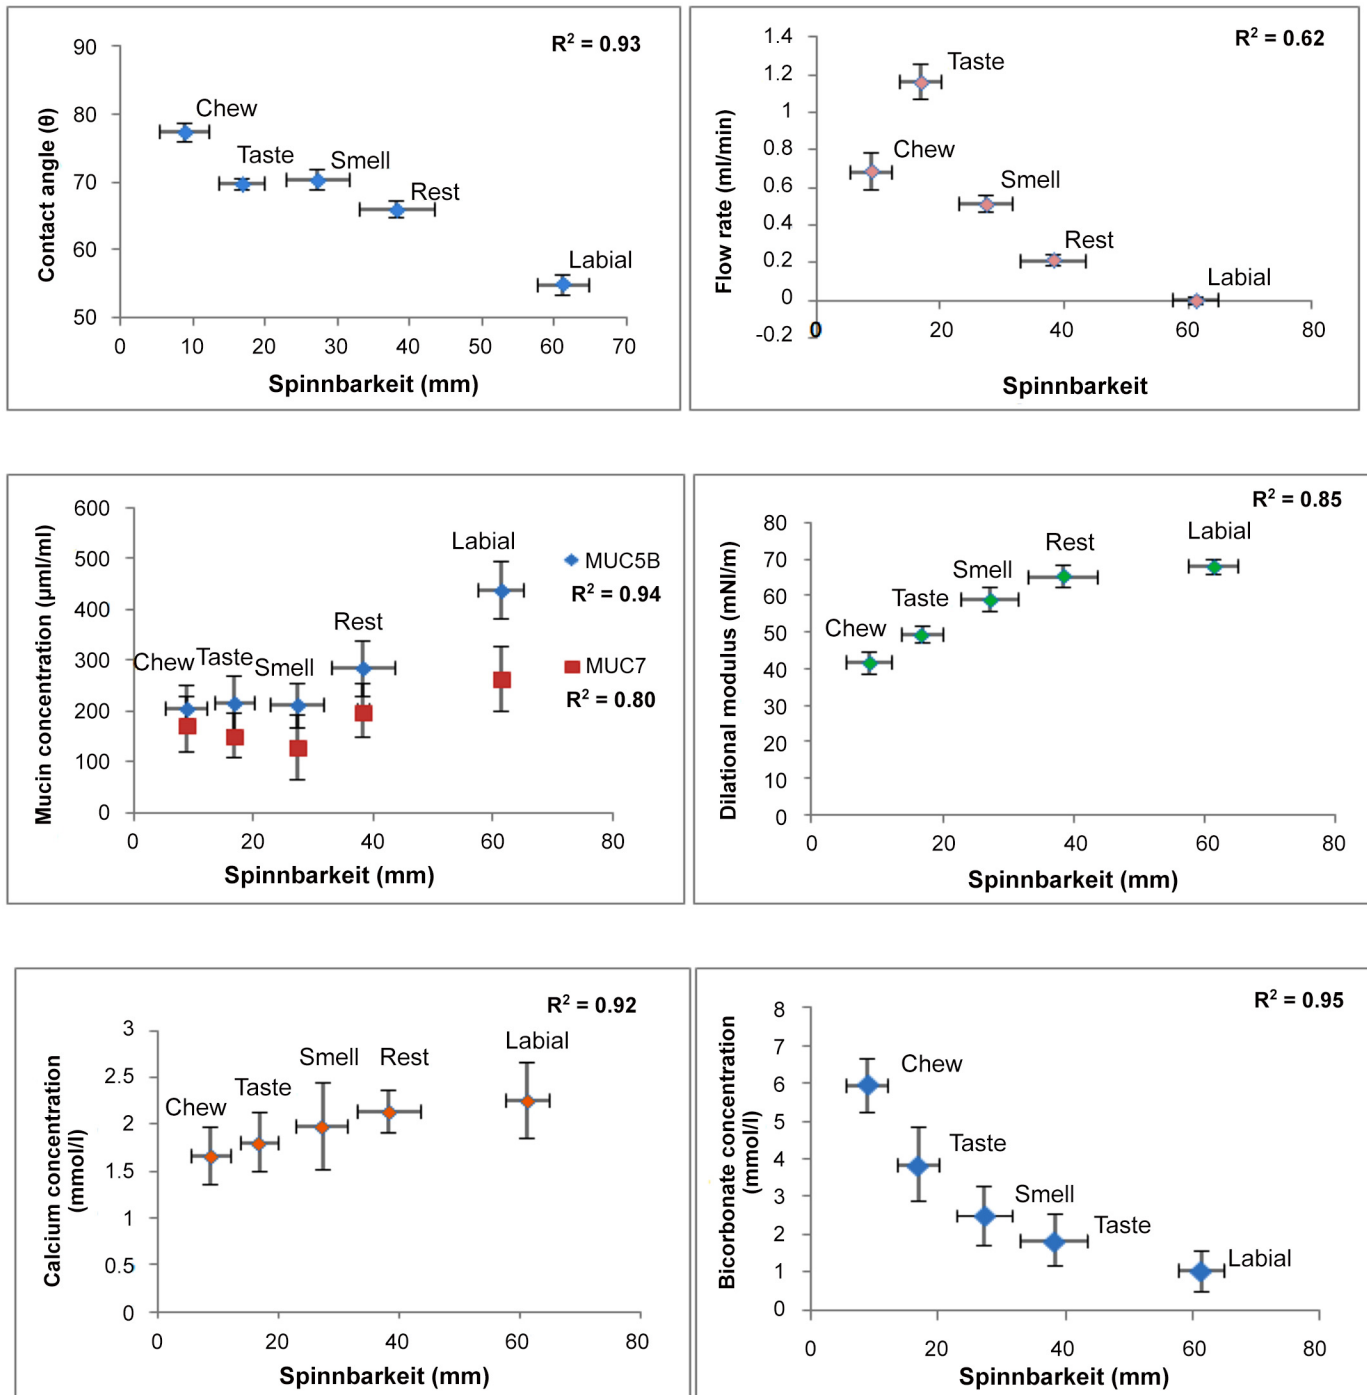 R² = 0.93
90
80
70
60
50
Contact angle (θ)
Chew
Taste
Smell
Rest
Labial
0 10 20 30 40 50 60 70
Spinnbarkeit (mm)
R² = 0.62
1.4
1.2
1
0.8
0.6
0.4
0.2
0
-0.2
Flow rate (ml/min)
Taste
Chew
Smell
Rest
Labial
0 20 40 60 80
Spinnbarkeit
600
500
400
300
200
100
0
Mucin concentration (µml/ml)
Labial
Rest
Chew Taste Smell
MUC5B
R² = 0.94
MUC7
R² = 0.80
0 20 40 60 80
Spinnbarkeit (mm)
R² = 0.85
80
70
60
50
40
30
20
10
0
Dilational modulus (mNl/m)
Chew
Taste
Smell
Rest
Labial
0 20 40 60 80
Spinnbarkeit (mm)
R² = 0.92
3
2.5
2
1.5
1
0.5
0
Calcium concentration
(mmol/l)
Chew
Taste
Smell
Rest
Labial
0 20 40 60 80
Spinnbarkeit (mm)
R² = 0.95
8
7
6
5
4
3
2
1
0
Bicorbonate concentration
(mmol/l)
Chew
Taste
Smell
Taste
Labial
0 20 40 60 80
Spinnbarkeit (mm)